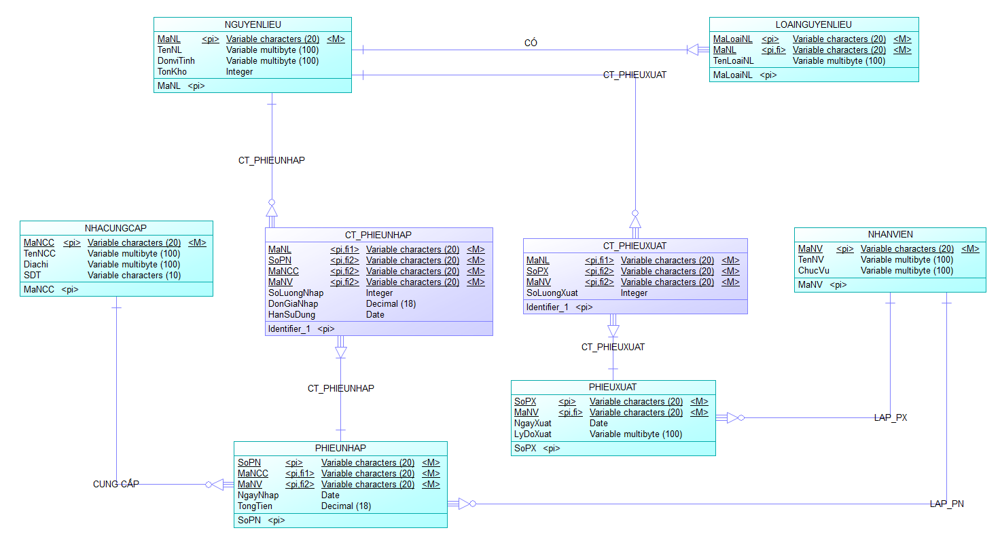 NGUYENLIEU
MaNL <pi> Variable characters (20) <M>
TenNL Variable multibyte (100)
DonviTinh Variable multibyte (100)
TonKho Integer
MaNL <pi>
CÓ
LOAINGUYENLIEU
MaLoaiNL <pi> Variable characters (20) <M>
MaNL <pi,fi> Variable characters (20) <M>
TenLoaiNL Variable multibyte (100)
MaLoaiNL <pi>
CT_PHIEUXUAT
CT_PHIEUNHAP
NHACUNGCAP
MaNCC <pi> Variable characters (20) <M>
TenNCC Variable multibyte (100)
Diachi Variable multibyte (100)
SDT Variable characters (10)
MaNCC <pi>
CT_PHIEUNHAP
MaNL <pi,fi1> Variable characters (20) <M>
SoPN <pi,fi2> Variable characters (20) <M>
MaNCC <pi,fi2> Variable characters (20) <M>
MaNV <pi,fi2> Variable characters (20) <M>
SoLuongNhap Integer
DonGiaNhap Decimal (18)
HanSuDung Date
Identifier_1 <pi>
CT_PHIEUXUAT
MaNL <pi,fi1> Variable characters (20) <M>
SoPX <pi,fi2> Variable characters (20) <M>
MaNV <pi,fi2> Variable characters (20) <M>
SoLuongXuat Integer
Identifier_1 <pi>
NHANVIEN
MaNV <pi> Variable characters (20) <M>
TenNV Variable multibyte (100)
ChucVu Variable multibyte (100)
MaNV <pi>
CT_PHIEUXUAT
CT_PHIEUNHAP
PHIEUXUAT
SoPX <pi> Variable characters (20) <M>
MaNV <pi,fi> Variable characters (20) <M>
NgayXuat Date
LyDoXuat Variable multibyte (100)
SoPX <pi>
LAP_PX
PHIEUNHAP
SoPN <pi> Variable characters (20) <M>
MaNCC <pi,fi1> Variable characters (20) <M>
MaNV <pi,fi2> Variable characters (20) <M>
NgayNhap Date
TongTien Decimal (18)
SoPN <pi>
CUNG CẤP
LAP_PN